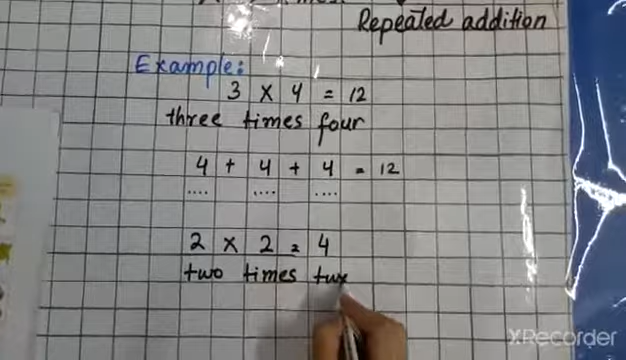 Repeated addition
Example:
3 x 4 = 12
three times four
4 + 4 + 4 = 12
.... .... ....
2 x 2 = 4
two times
XRecorder